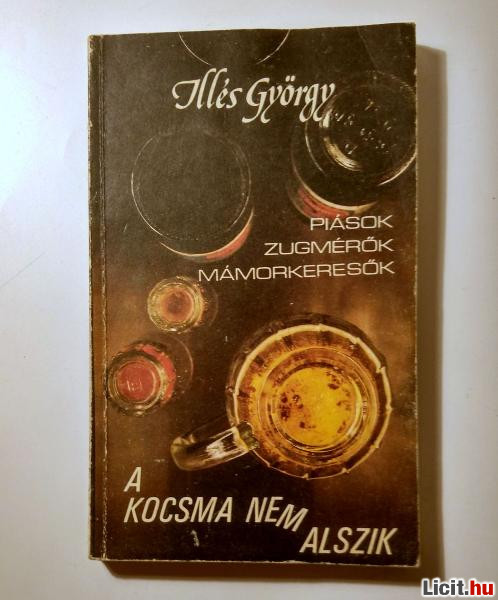 Illés György
PIÁSOK
ZUGMÉRŐK
MÁMORKERESŐK
A
KOCSMA NEM
ALSZIK
Licit.hu